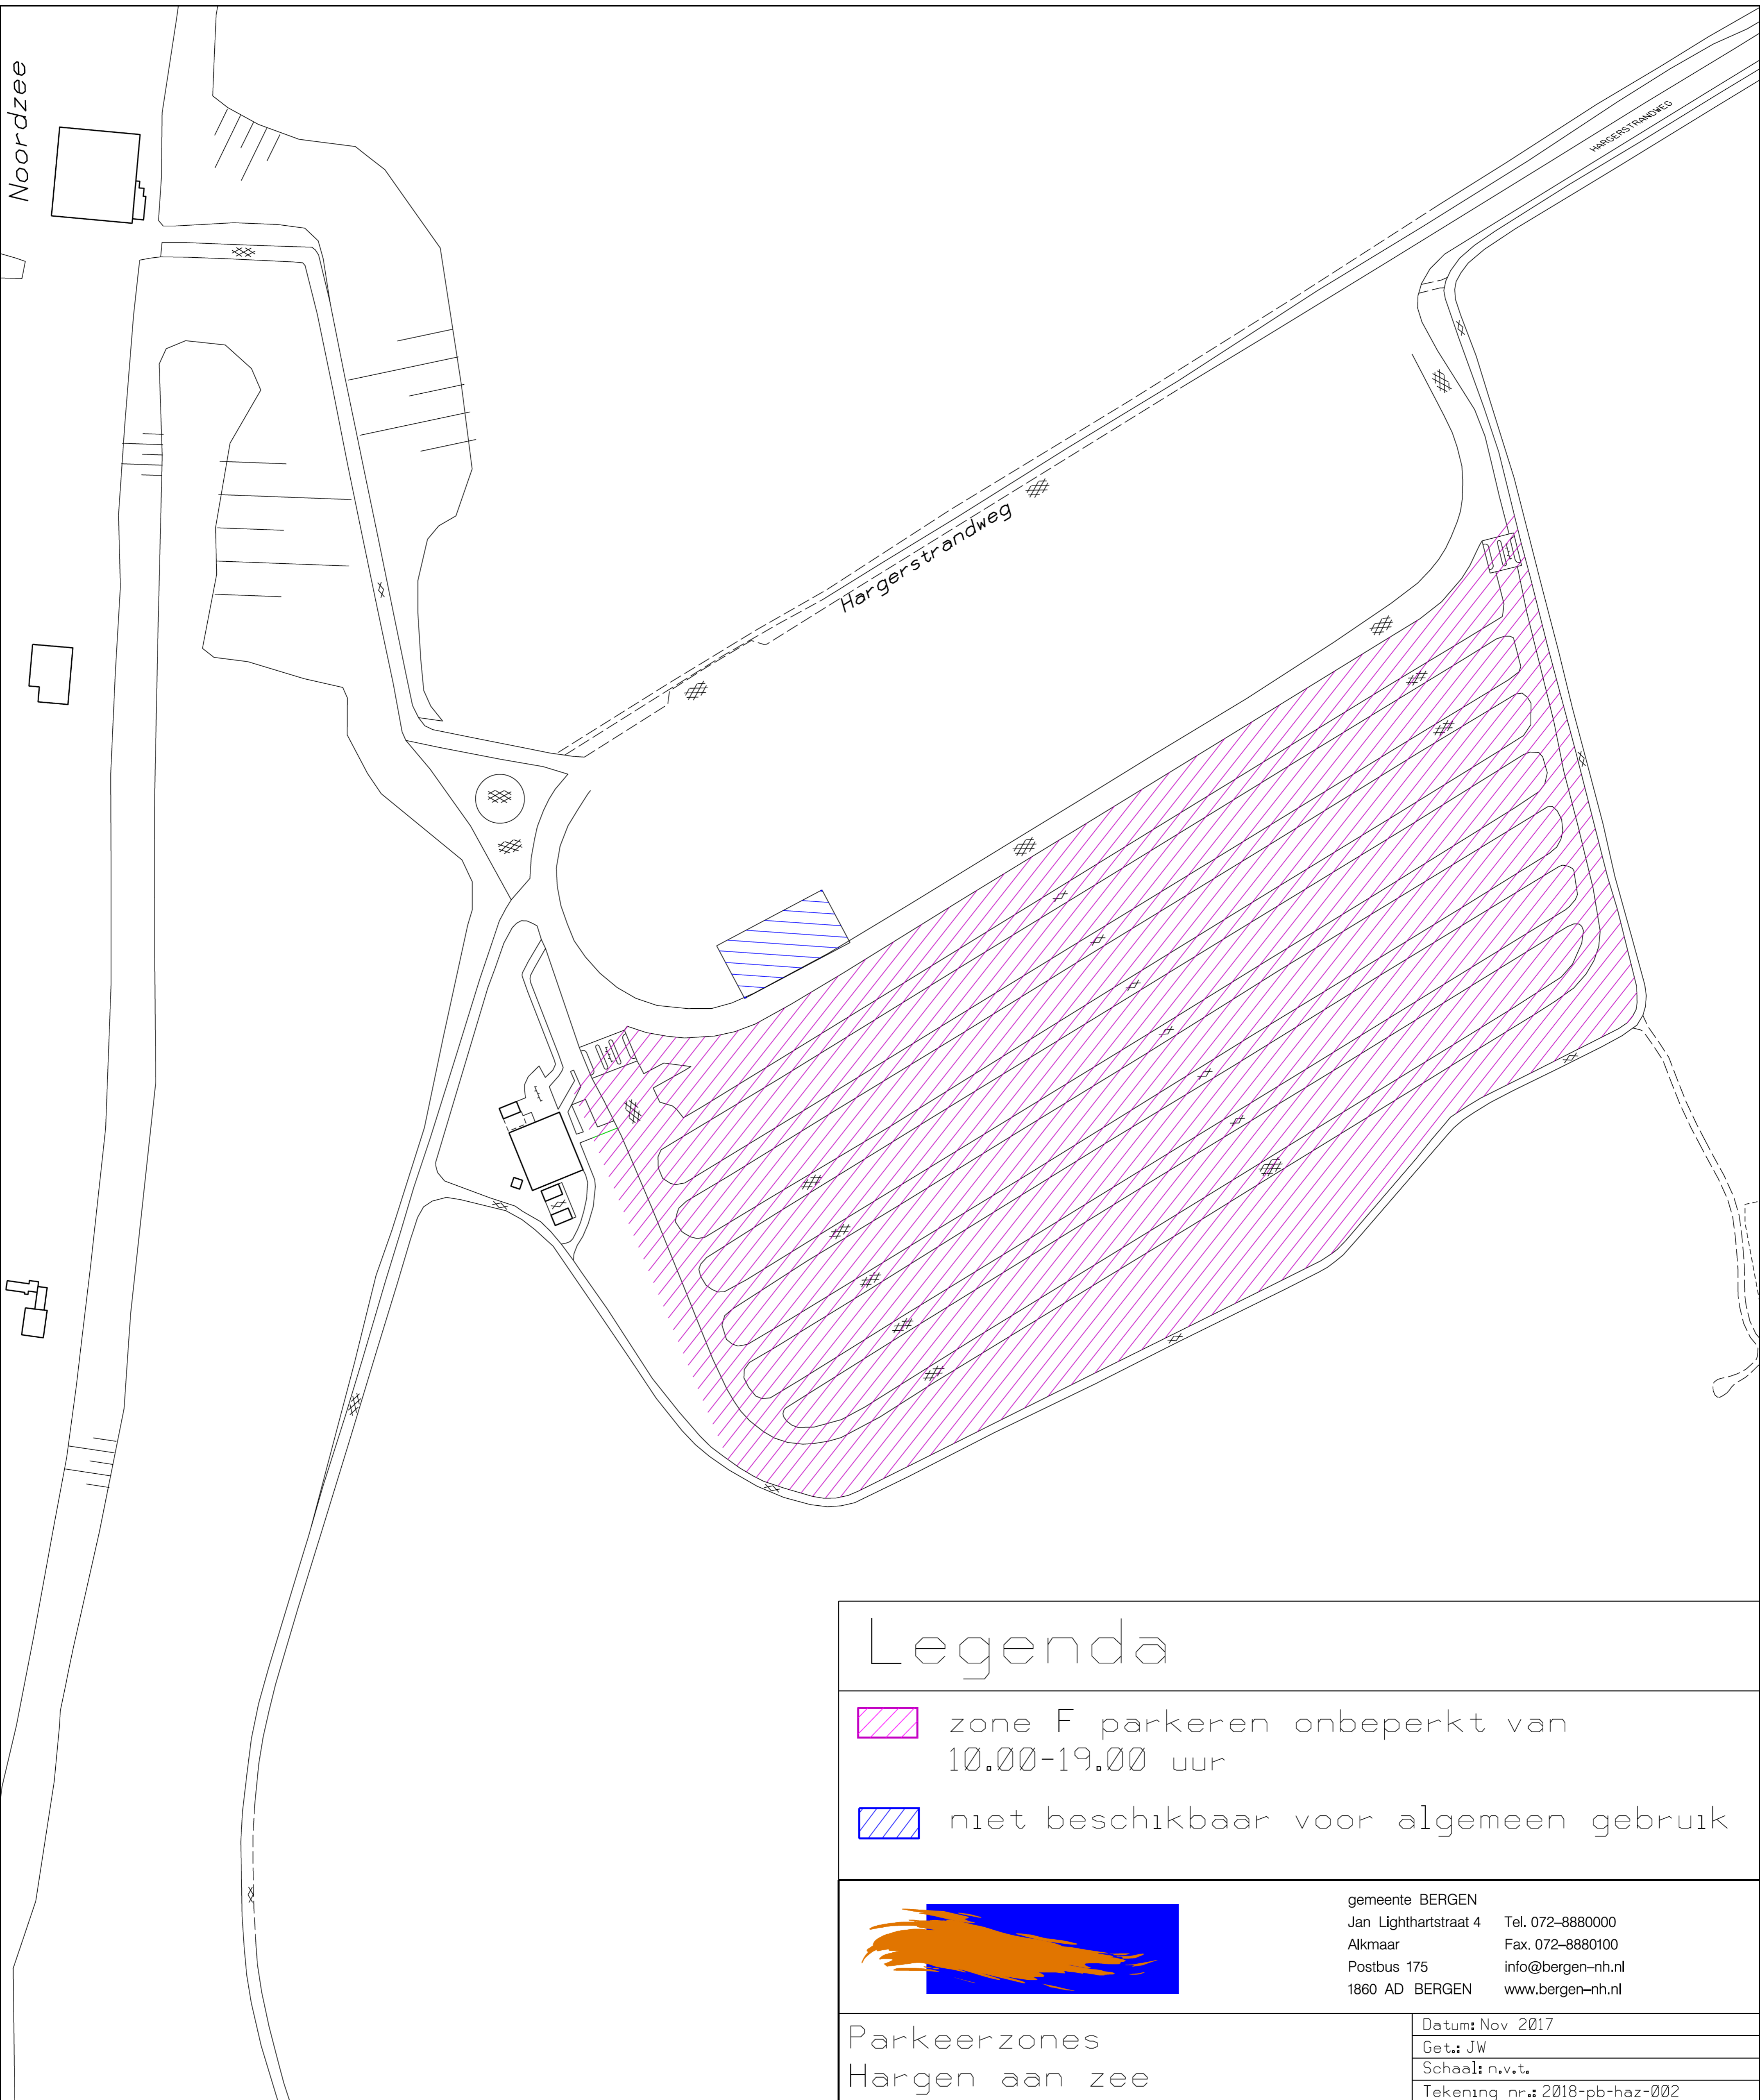 Noordzee
HARGERSTRANDWEG
Hargerstrandweg
Legenda
zone F parkeren onbeperkt van
10.00-19.00 uur
niet beschikbaar voor algemeen gebruik
gemeente BERGEN
Jan Lighthartstraat 4 Tel. 072-8880000
Alkmaar Fax. 072-8880100
Postbus 175 info@bergen-nh.nl
1860 AD BERGEN www.bergen-nh.nl
Parkeerzones
Hargen aan zee
Datum: Nov 2017
Get.: JW
Schaal: n.v.t.
Tekening nr.: 2018-pb-haz-002